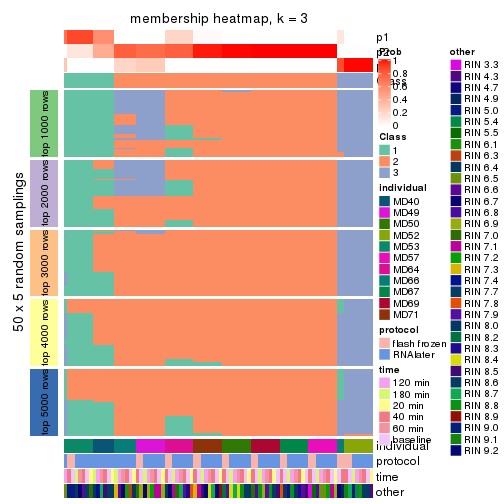 membership heatmap, k = 3
50 x 5 random samplings
top 1000 rows
top 2000 rows
top 3000 rows
top 4000 rows
top 5000 rows
p1
p2
Class
individual
protocol
time
other
Prob
1
0.8
0.6
0.4
0.2
0
Class
1
2
3
individual
MD40
MD49
MD50
MD52
MD53
MD57
MD64
MD66
MD67
MD69
MD71
protocol
flash frozen
RNAlater
time
120 min
180 min
20 min
40 min
60 min
baseline
other
RIN 3.3
RIN 4.3
RIN 4.7
RIN 4.9
RIN 5.0
RIN 5.4
RIN 5.5
RIN 6.1
RIN 6.3
RIN 6.4
RIN 6.5
RIN 6.6
RIN 6.7
RIN 6.8
RIN 6.9
RIN 7.0
RIN 7.1
RIN 7.2
RIN 7.3
RIN 7.4
RIN 7.7
RIN 7.8
RIN 7.9
RIN 8.0
RIN 8.2
RIN 8.3
RIN 8.4
RIN 8.5
RIN 8.6
RIN 8.7
RIN 8.8
RIN 8.9
RIN 9.0
RIN 9.1
RIN 9.2